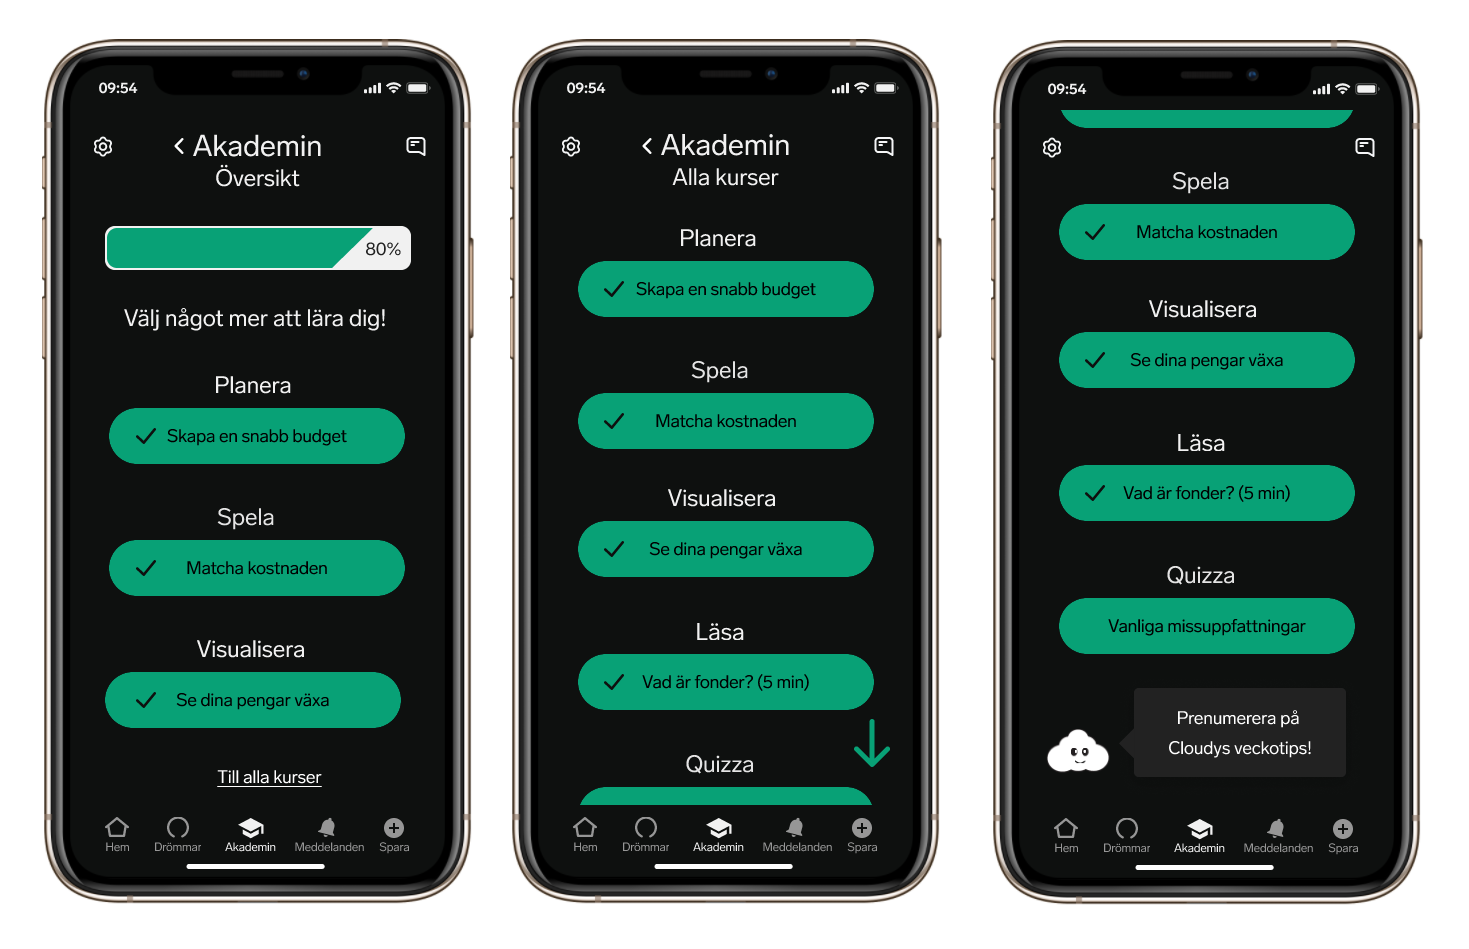 09:54
Akademin
Översikt
80%
Välj något mer att lära dig!
Planera
Skapa en snabb budget
Spela
Matcha kostnaden
Visualisera
Se dina pengar växa
Till alla kurser
Hem Drömmar Akademin Meddelanden Spara
09:54
Akademin
Alla kurser
Planera
Skapa en snabb budget
Spela
Matcha kostnaden
Visualisera
Se dina pengar växa
Läsa
Vad är fonder? (5 min)
Quizza
Hem Drömmar Akademin Meddelanden Spara
09:54
Spela
Matcha kostnaden
Visualisera
Se dina pengar växa
Läsa
Vad är fonder? (5 min)
Quizza
Vanliga missuppfattningar
Prenumerera på
Cloudys veckotips!
Hem Drömmar Akademin Meddelanden Spara